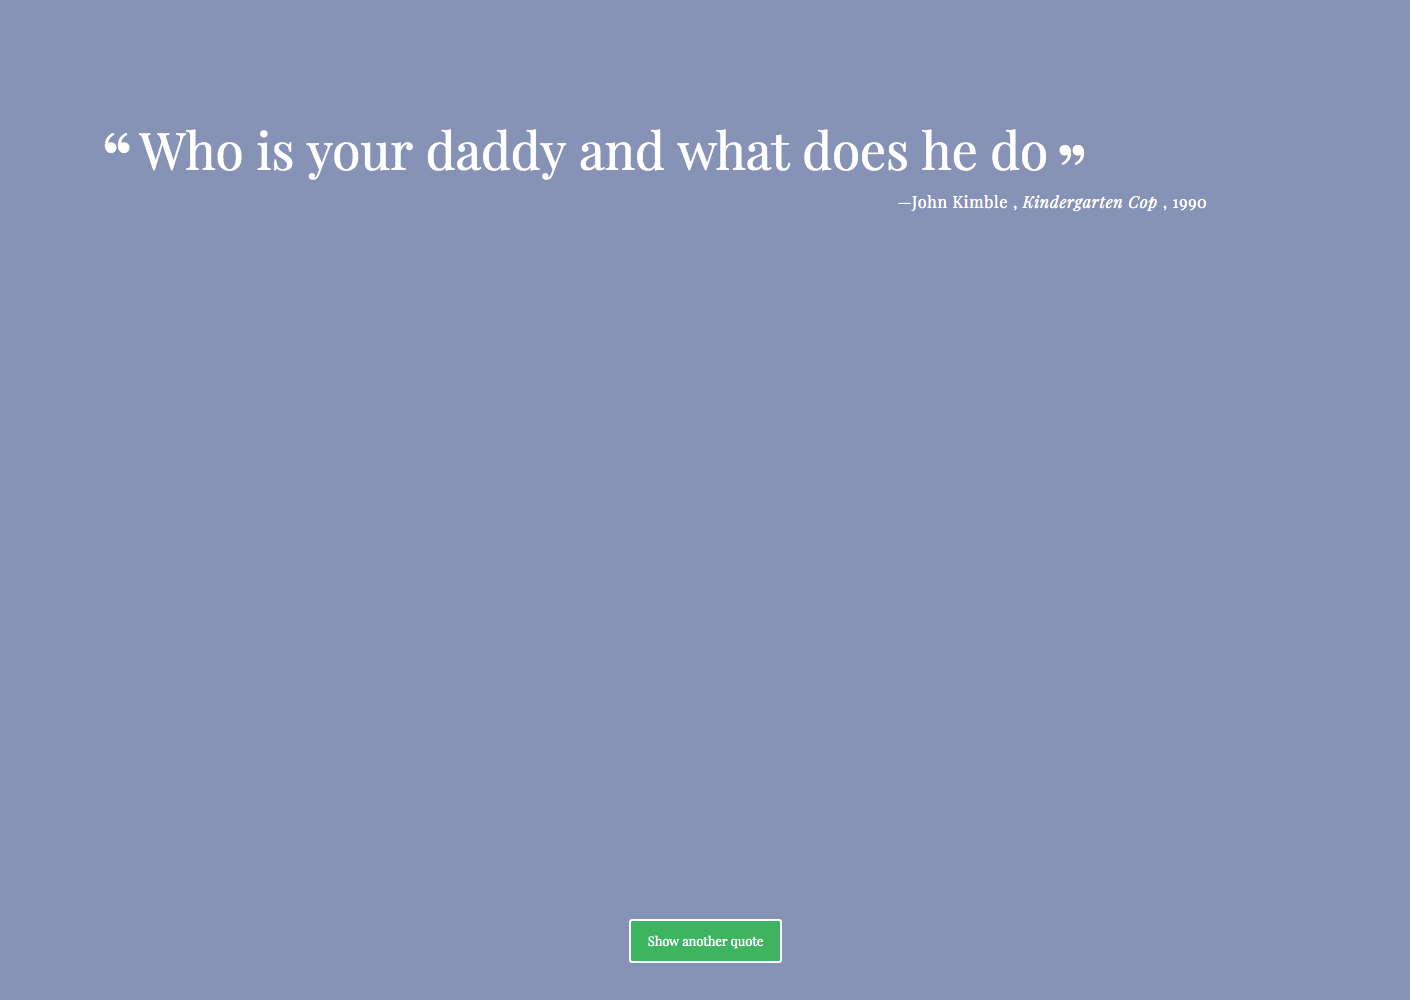 “ Who is your daddy and what does he do ”
—John Kimble , Kindergarten Cop , 1990
Show another quote